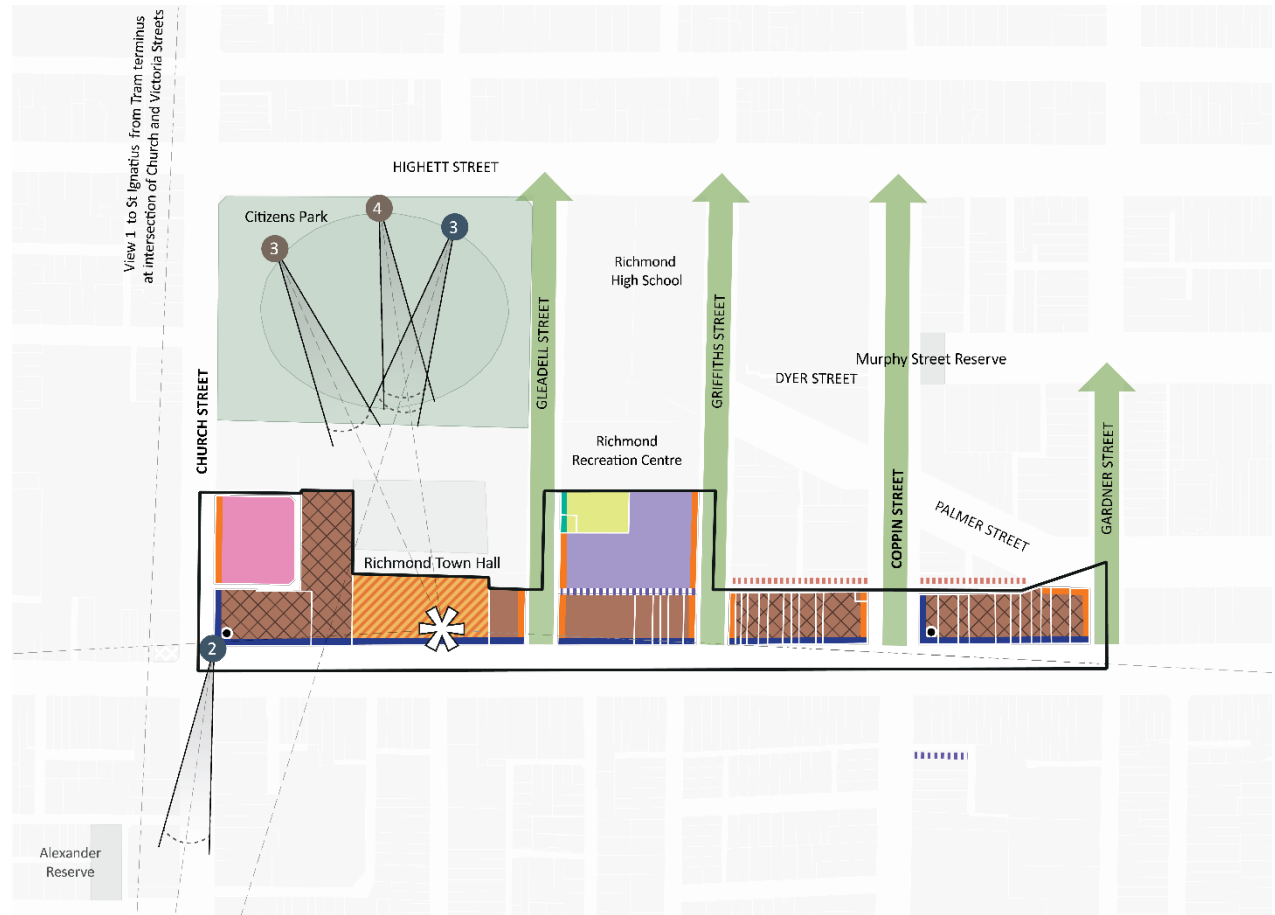 View 1 to St Ignatius from Tram terminus
at intersection of Church and Victoria Streets
HIGHETT STREET
Citizens Park
4
3
3
Richmond
High School
GLEADELL STREET
GRIFFITHS STREET
Murphy Street Reserve
DYER STREET
CHURCH STREET
Richmond
Recreation Centre
COPPIN STREET
PALMER STREET
GARDNER STREET
Richmond Town Hall
2
Alexander
Reserve